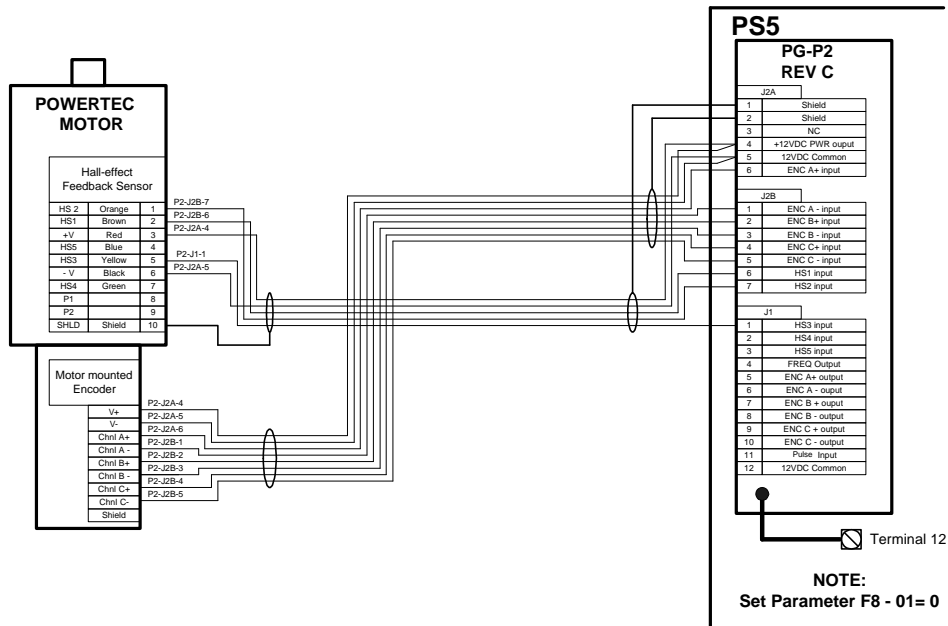 PS5
PG-P2
REV C
J2A
1 Shield
2 Shield
3 NC
4 +12VDC PWR ouput
5 12VDC Common
6 ENC A+ input
J2B
1 ENC A - input
2 ENC B+ input
3 ENC B - input
4 ENC C+ input
5 ENC C - input
6 HS1 input
7 HS2 input
J1
1 HS3 input
2 HS4 input
3 HS5 input
4 FREQ Output
5 ENC A+ output
6 ENC A - ouput
7 ENC B + ouput
8 ENC B - output
9 ENC C + output
10 ENC C - output
11 Pulse Input
12 12VDC Common
Terminal 12
NOTE:
Set Parameter F8 - 01= 0
POWERTEC
MOTOR
Hall-effect
Feedback Sensor
HS 2 Orange 1 P2-J2B-7
HS1 Brown 2 P2-J2B-6
+V Red 3 P2-J2A-4
HS5 Blue 4
HS3 Yellow 5 P2-J1-1
- V Black 6 P2-J2A-5
HS4 Green 7
P1 8
P2 9
SHLD Shield 10
Motor mounted
Encoder
V+ P2-J2A-4
V- P2-J2A-5
Chnl A+ P2-J2A-6
Chnl A - P2-J2B-1
Chnl B+ P2-J2B-2
Chnl B - P2-J2B-3
Chnl C+ P2-J2B-4
Chnl C- P2-J2B-5
Shield